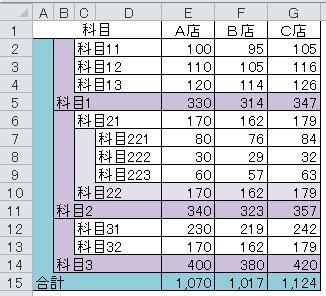 A B C D E F G
1 科目 A店 B店 C店
2 科目11 100 95 105
3 科目12 110 105 116
4 科目13 120 114 126
5 科目1 330 314 347
6 科目21 170 162 179
7 科目221 80 76 84
8 科目222 30 29 32
9 科目223 60 57 63
10 科目22 170 162 179
11 科目2 340 323 357
12 科目31 230 219 242
13 科目32 170 162 179
14 科目3 400 380 420
15 合計 1,070 1,017 1,124